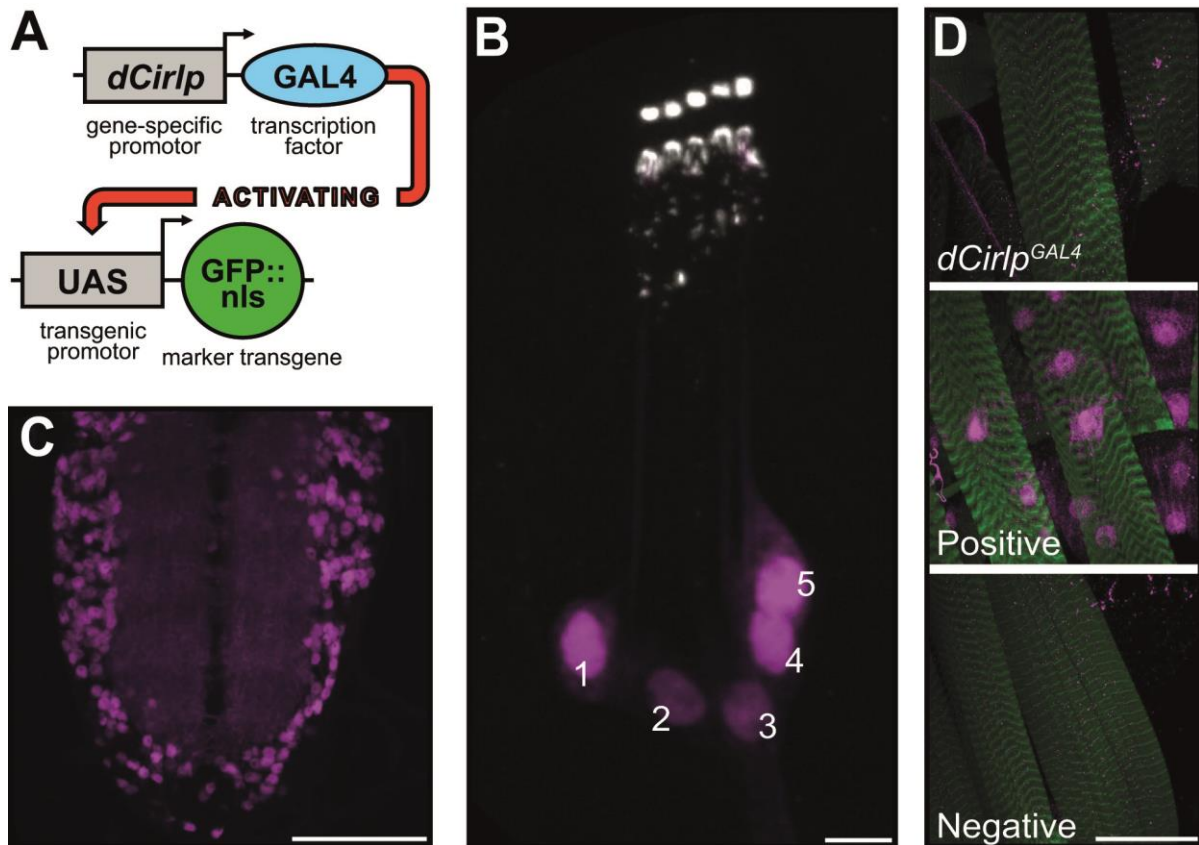 A
dCirlp
GAL4
gene-specific
promotor
transcription
factor
ACTIVATING
UAS
GFP::
nls
transgenic
promotor
marker transgene
B
1
2
3
4
5
C
D
dCirlpGAL4
Positive
Negative